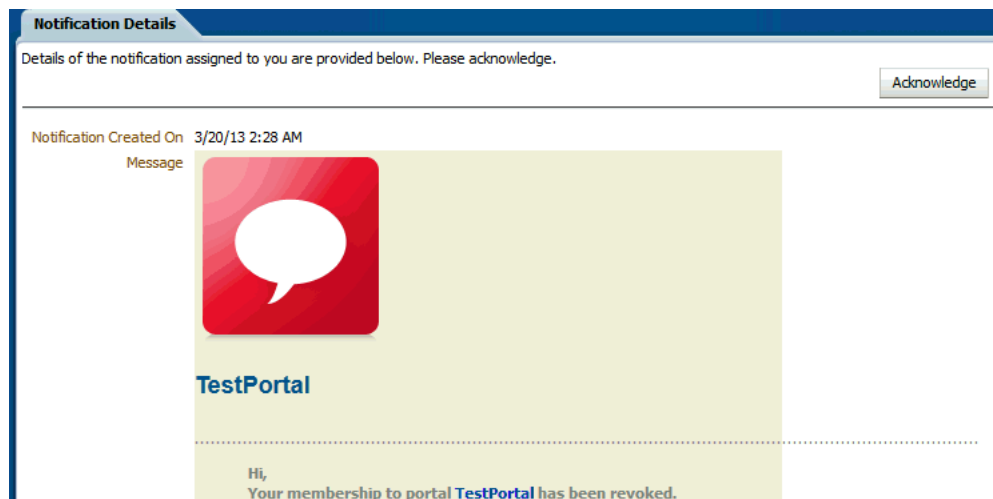 Notification Details
Details of the notification assigned to you are provided below. Please acknowledge.
Acknowledge
Notification Created On 3/20/13 2:28 AM
Message
TestPortal
Hi,
Your membership to portal TestPortal has been revoked.